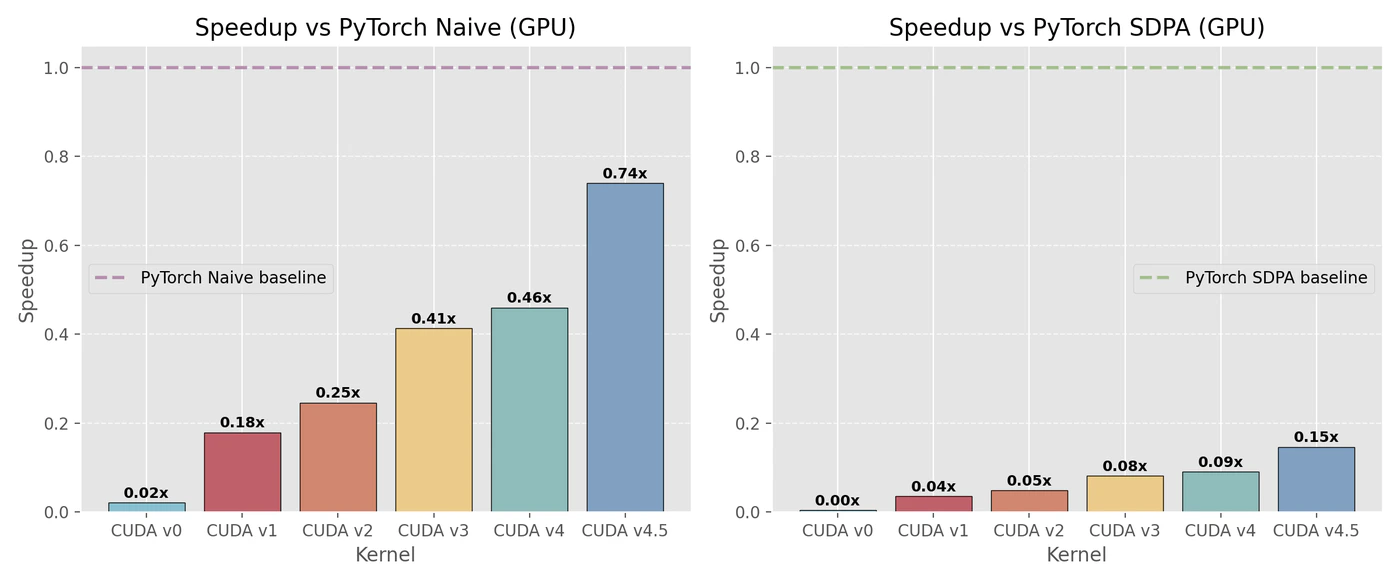 Speedup vs PyTorch Naive (GPU)
Speedup
1.0
0.8
0.6
0.4
0.2
0.0
PyTorch Naive baseline
0.02x
0.18x
0.25x
0.41x
0.46x
0.74x
CUDA v0
CUDA v1
CUDA v2
CUDA v3
CUDA v4
CUDA v4.5
Kernel
Speedup vs PyTorch SDPA (GPU)
Speedup
1.0
0.8
0.6
0.4
0.2
0.0
PyTorch SDPA baseline
0.00x
0.04x
0.05x
0.08x
0.09x
0.15x
CUDA v0
CUDA v1
CUDA v2
CUDA v3
CUDA v4
CUDA v4.5
Kernel